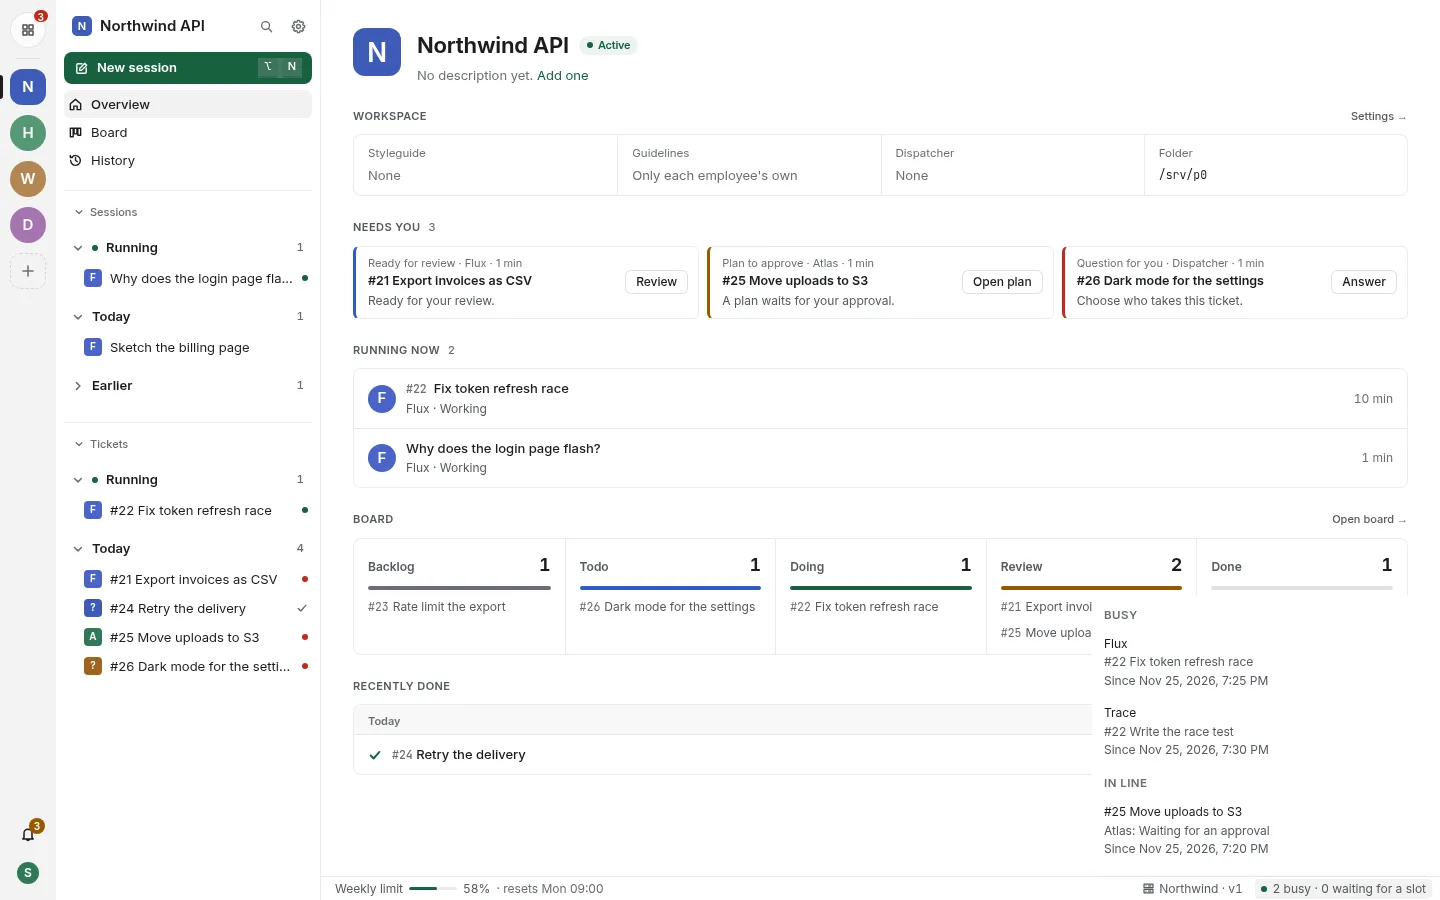 3
N
Northwind API
New session
⌥ N
Overview
Board
History
H
W
D
Sessions
Running 1
F Why does the login page fla...
Today 1
F Sketch the billing page
Earlier 1
Tickets
Running 1
F #22 Fix token refresh race
Today 4
F #21 Export invoices as CSV
? #24 Retry the delivery
A #25 Move uploads to S3
? #26 Dark mode for the setti...
3
S
N
Northwind API
Active
No description yet. Add one
WORKSPACE
Settings →
Styleguide
None
Guidelines
Only each employee's own
Dispatcher
None
Folder
/srv/p0
NEEDS YOU 3
Ready for review · Flux · 1 min
#21 Export invoices as CSV
Ready for your review.
Review
Plan to approve · Atlas · 1 min
#25 Move uploads to S3
A plan waits for your approval.
Open plan
Question for you · Dispatcher · 1 min
#26 Dark mode for the settings
Choose who takes this ticket.
Answer
RUNNING NOW 2
F
#22 Fix token refresh race
Flux · Working
10 min
F
Why does the login page flash?
Flux · Working
1 min
BOARD
Open board →
Backlog 1
#23 Rate limit the export
Todo 1
#26 Dark mode for the settings
Doing 1
#22 Fix token refresh race
Review 2
#21 Export invoi
#25 Move uploa
Done 1
RECENTLY DONE
Today
#24 Retry the delivery
BUSY
Flux
#22 Fix token refresh race
Since Nov 25, 2026, 7:25 PM
Trace
#22 Write the race test
Since Nov 25, 2026, 7:30 PM
IN LINE
#25 Move uploads to S3
Atlas: Waiting for an approval
Since Nov 25, 2026, 7:20 PM
Weekly limit 58% · resets Mon 09:00
Northwind · v1
2 busy · 0 waiting for a slot
N